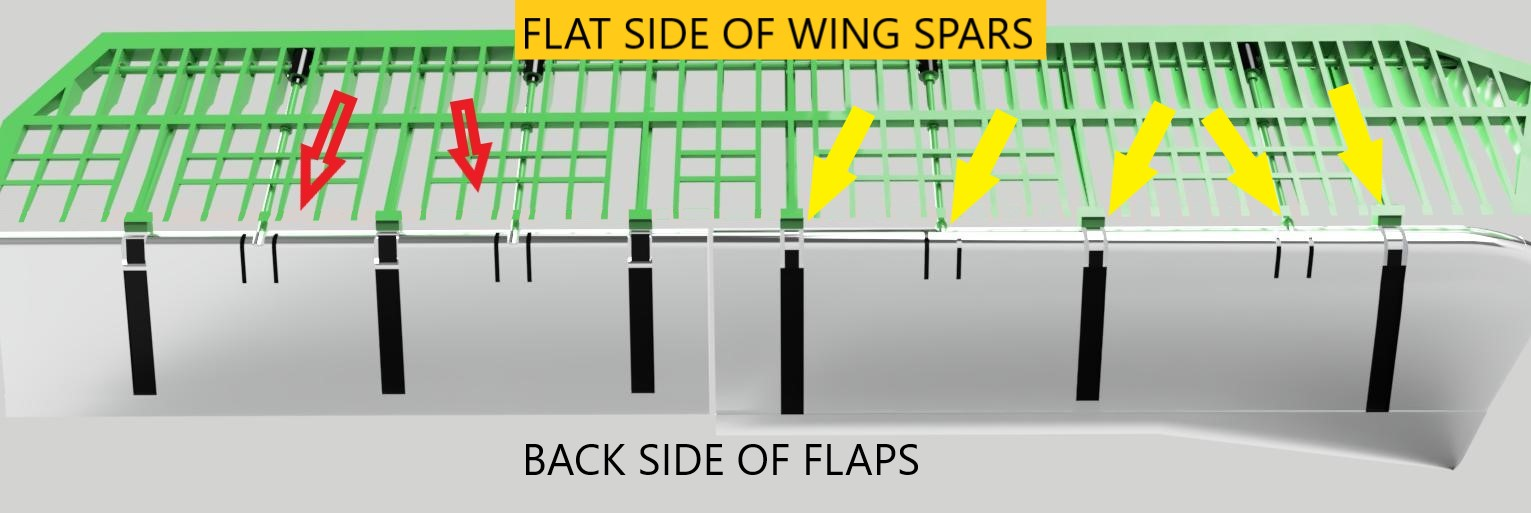 FLAT SIDE OF WING SPARS
BACK SIDE OF FLAPS